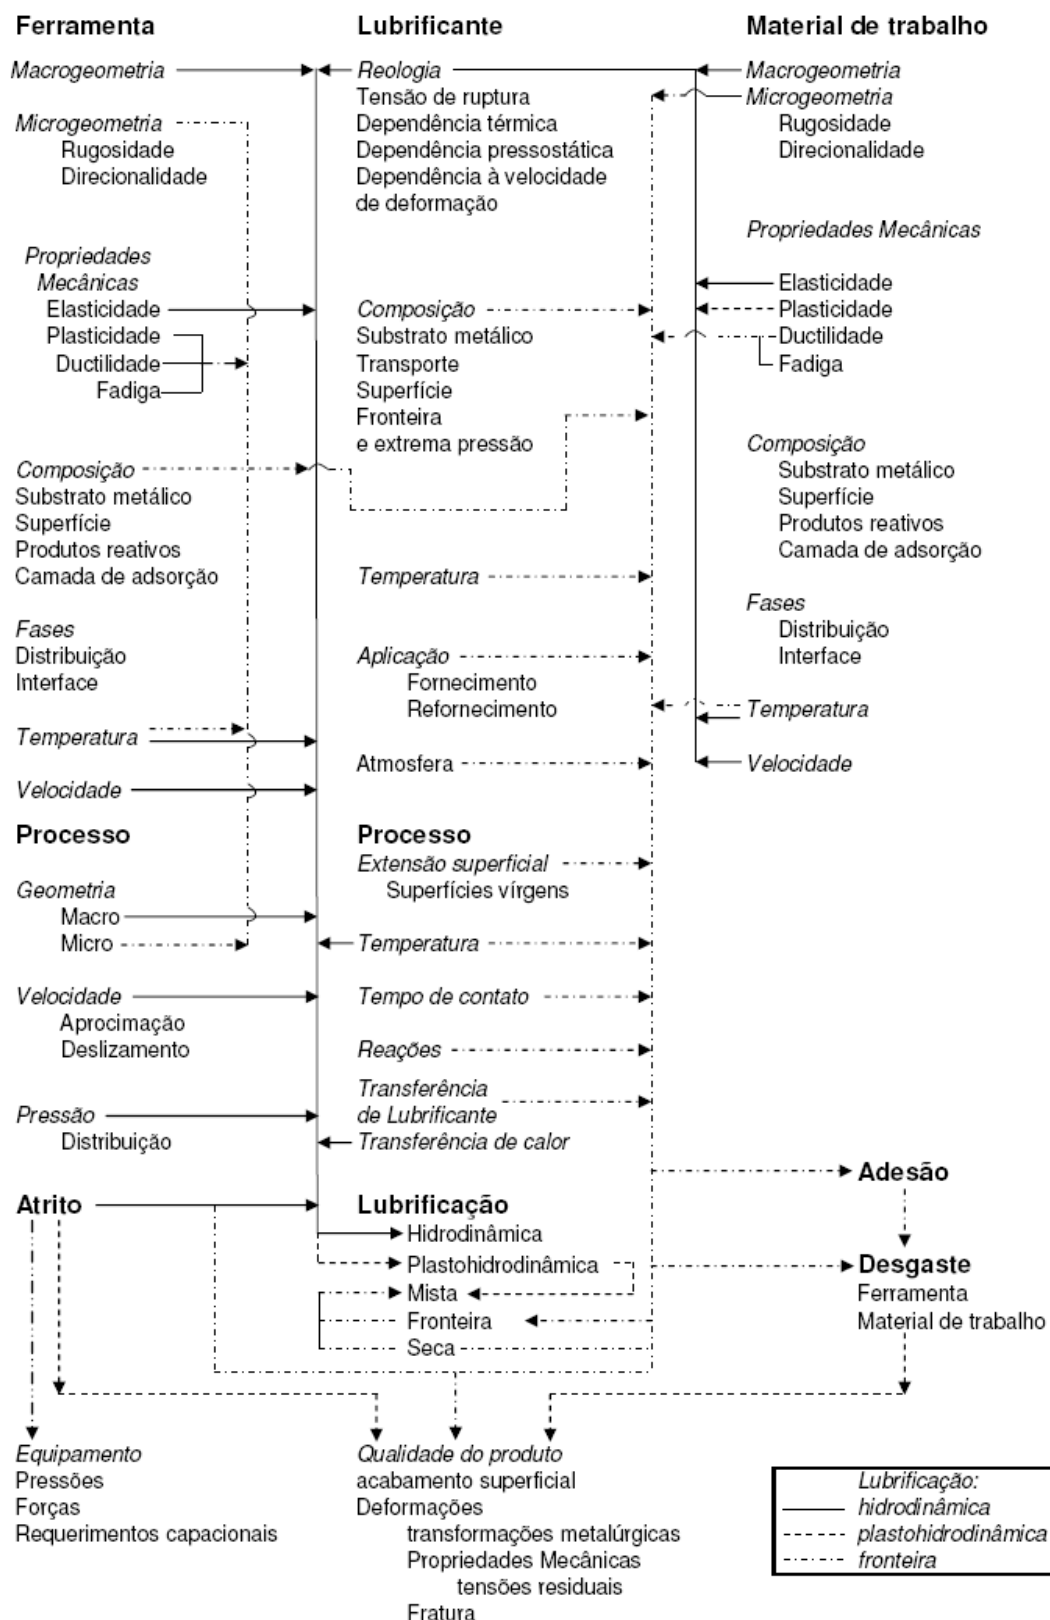 Ferramenta
Macrogeometria
Microgeometria
Rugosidade
Direcionalidade
Propriedades
Mecânicas
Elasticidade
Plasticidade
Ductilidade
Fadiga
Composição
Substrato metálico
Superfície
Produtos reativos
Camada de adsorção
Fases
Distribuição
Interface
Temperatura
Velocidade
Processo
Geometria
Macro
Micro
Velocidade
Aprocimação
Deslizamento
Pressão
Distribuição
Atrito
Equipamento
Pressões
Forças
Requerimentos capacionais
Lubrificante
Reologia
Tensão de ruptura
Dependência térmica
Dependência pressostática
Dependência à velocidade
de deformação
Composição
Substrato metálico
Transporte
Superfície
Fronteira
e extrema pressão
Temperatura
Aplicação
Fornecimento
Refornecimento
Atmosfera
Processo
Extensão superficial
Superfícies vírgens
Temperatura
Tempo de contato
Reações
Transferência
de Lubrificante
Transferência de calor
Lubrificação
Hidrodinâmica
Plastohidrodinâmica
Mista
Fronteira
Seca
Qualidade do produto
acabamento superficial
Deformações
transformações metalúrgicas
Propriedades Mecânicas
tensões residuais
Fratura
Material de trabalho
Macrogeometria
Microgeometria
Rugosidade
Direcionalidade
Propriedades Mecânicas
Elasticidade
Plasticidade
Ductilidade
Fadiga
Composição
Substrato metálico
Superfície
Produtos reativos
Camada de adsorção
Fases
Distribuição
Interface
Temperatura
Velocidade
Adesão
Desgaste
Ferramenta
Material de trabalho
Lubrificação:
hidrodinâmica
plastohidrodinâmica
fronteira